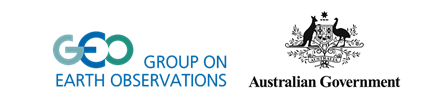 GEO GROUP ON
EARTH OBSERVATIONS
Australian Government